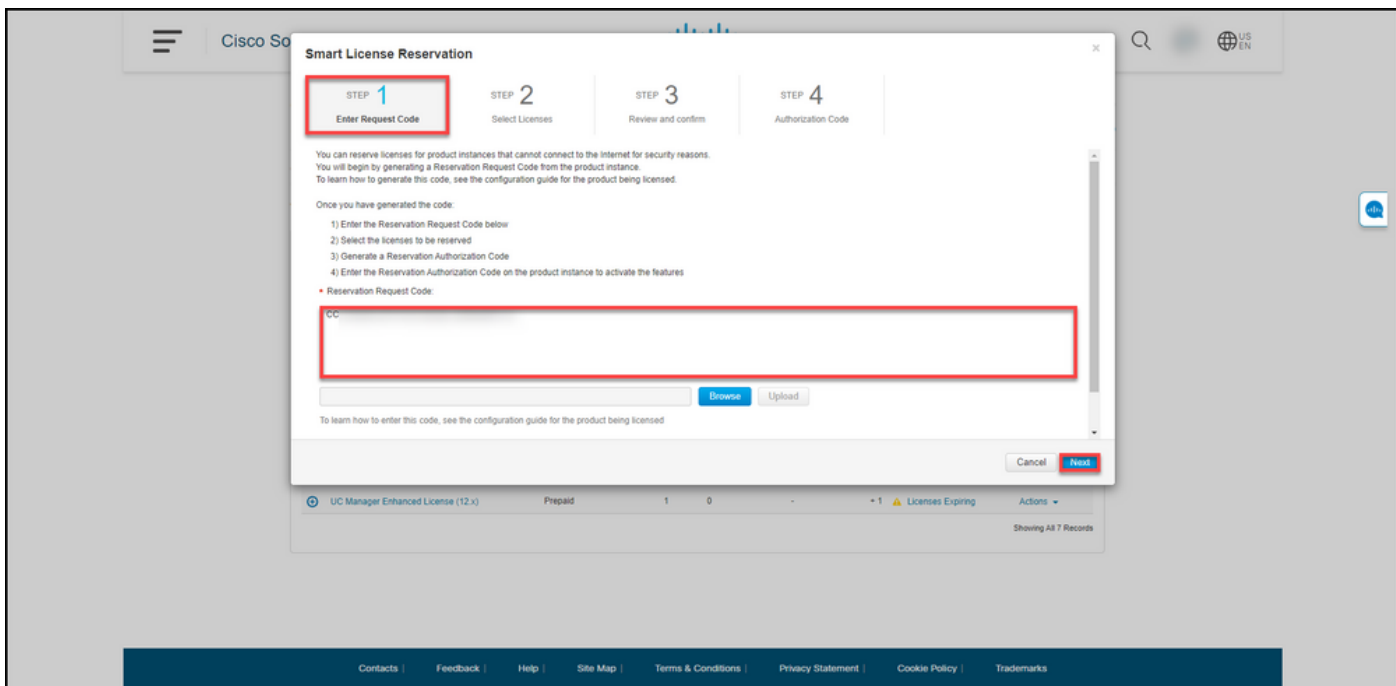 Cisco So
US
EN
Smart License Reservation
×
STEP 1
Enter Request Code
STEP 2
Select Licenses
STEP 3
Review and confirm
STEP 4
Authorization Code
You can reserve licenses for product instances that cannot connect to the Internet for security reasons.
You will begin by generating a Reservation Request Code from the product instance.
To learn how to generate this code, see the configuration guide for the product being licensed.
Once you have generated the code:
1) Enter the Reservation Request Code below
2) Select the licenses to be reserved
3) Generate a Reservation Authorization Code
4) Enter the Reservation Authorization Code on the product instance to activate the features
* Reservation Request Code:
CC
Browse Upload
To learn how to enter this code, see the configuration guide for the product being licensed
Cancel Next
UC Manager Enhanced License (12.x) Prepaid 1 0 - + 1 Licenses Expiring Actions
Showing All 7 Records
Contacts | Feedback | Help | Site Map | Terms & Conditions | Privacy Statement | Cookie Policy | Trademarks